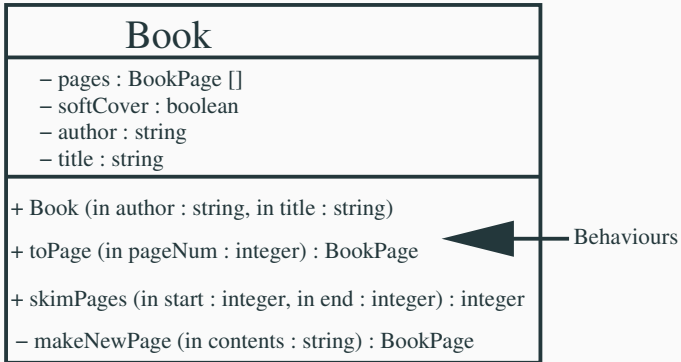 Book
− pages : BookPage []
− softCover : boolean
− author : string
− title : string
+ Book (in author : string, in title : string)
+ toPage (in pageNum : integer) : BookPage
Behaviours
+ skimPages (in start : integer, in end : integer) : integer
− makeNewPage (in contents : string) : BookPage